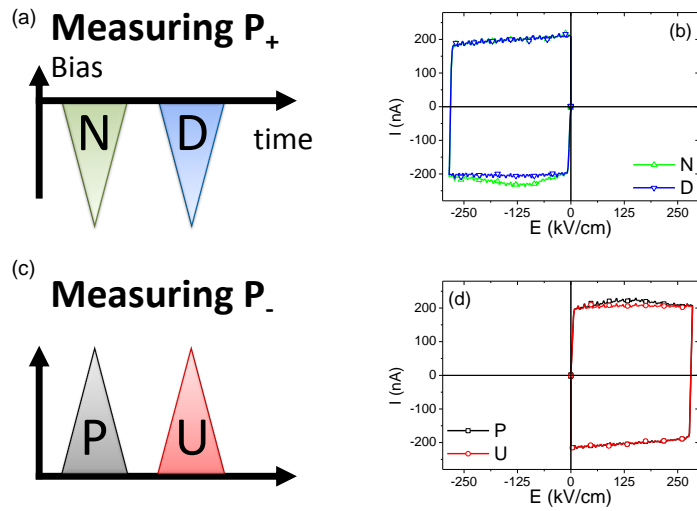 (a)
Measuring P+
Bias
N
D
time
(b)
200
100
0
-100
-200
I (nA)
N
D
-250
-125
0
125
250
E (kV/cm)
(c)
Measuring P-
P
U
(d)
200
100
0
-100
-200
I (nA)
P
U
-250
-125
0
125
250
E (kV/cm)